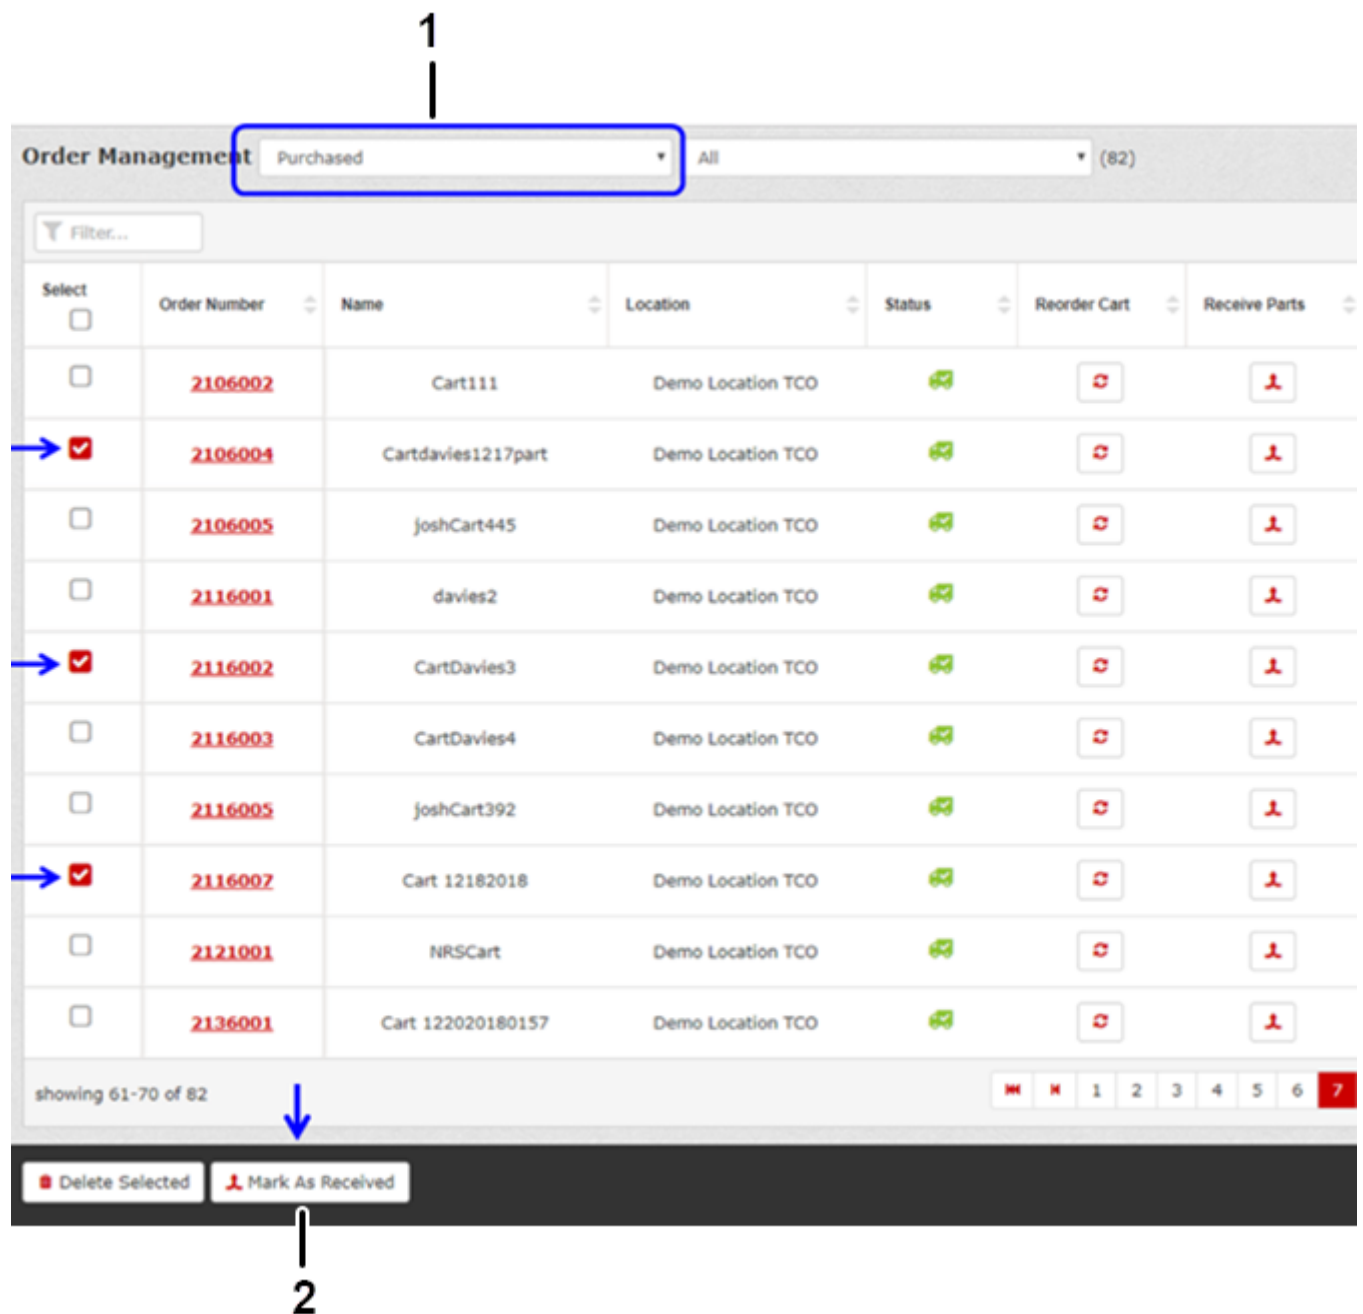 1
Order Management Purchased All (82)
Filter...
Select Order Number Name Location Status Reorder Cart Receive Parts
2106002 Cart111 Demo Location TCO
2106004 Cartdavies1217part Demo Location TCO
2106005 joshCart445 Demo Location TCO
2116001 davies2 Demo Location TCO
2116002 CartDavies3 Demo Location TCO
2116003 CartDavies4 Demo Location TCO
2116005 joshCart392 Demo Location TCO
2116007 Cart 12182018 Demo Location TCO
2121001 NRSCart Demo Location TCO
2136001 Cart 122020180157 Demo Location TCO
showing 61-70 of 82 1 2 3 4 5 6 7
Delete Selected Mark As Received
2